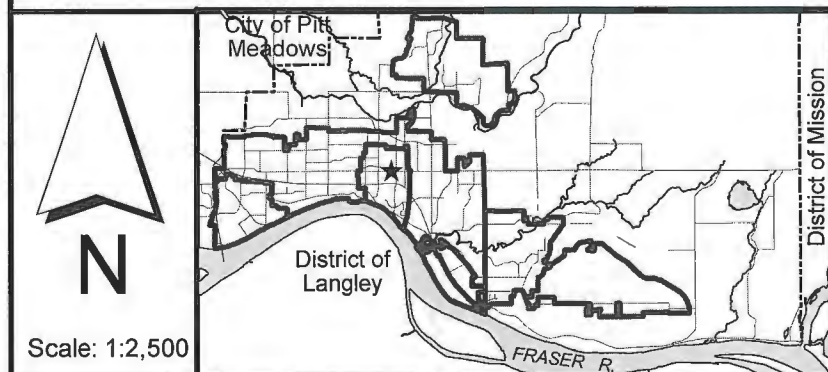 N
Scale: 1:2,500
City of Pitt
Meadows
District of
Langley
FRASER R.
District of Mission